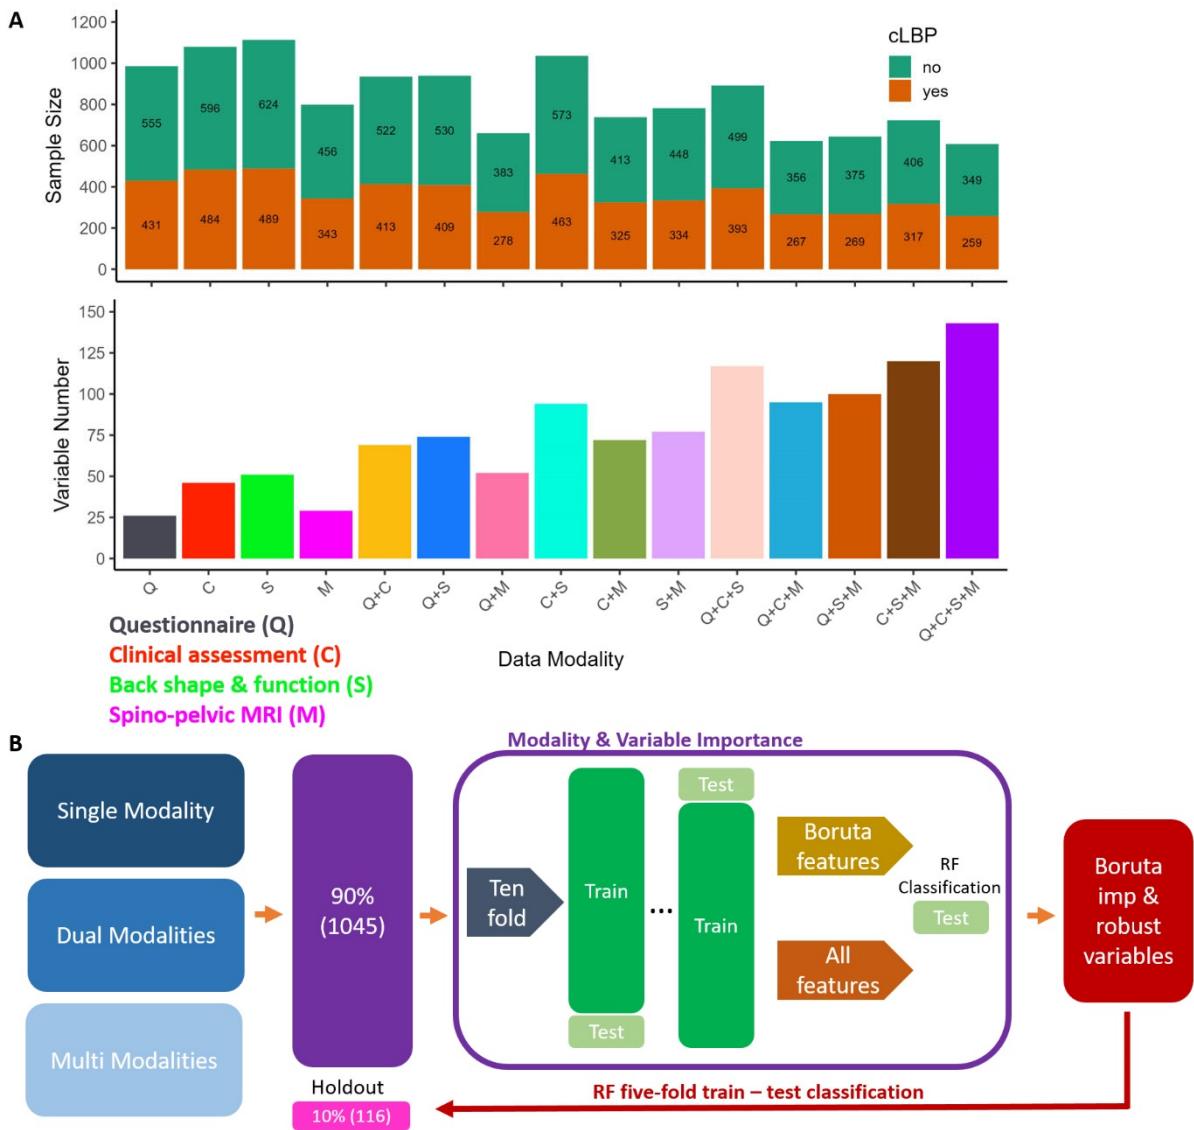 A
1200
1000
800
600
400
200
0
Sample Size
cLBP
no
yes
555 596 624 456 522 530 383 573 413 448 499 356 375 406 349
431 484 489 343 413 409 278 463 325 334 393 267 269 317 259
150
125
100
75
50
25
0
Variable Number
Q C S M Q+C Q+S Q+M C+S C+M S+M Q+C+S Q+C+M Q+S+M C+S+M Q+C+S+M
Data Modality
Questionnaire (Q)
Clinical assessment (C)
Back shape & function (S)
Spino-pelvic MRI (M)
B
Single Modality
Dual Modalities
Multi Modalities
90%
(1045)
Holdout
10% (116)
Modality & Variable Importance
Ten
fold
Train
Test
...
Test
Train
Boruta
features
All
features
RF
Classification
Test
Boruta
imp &
robust
variables
RF five-fold train – test classification